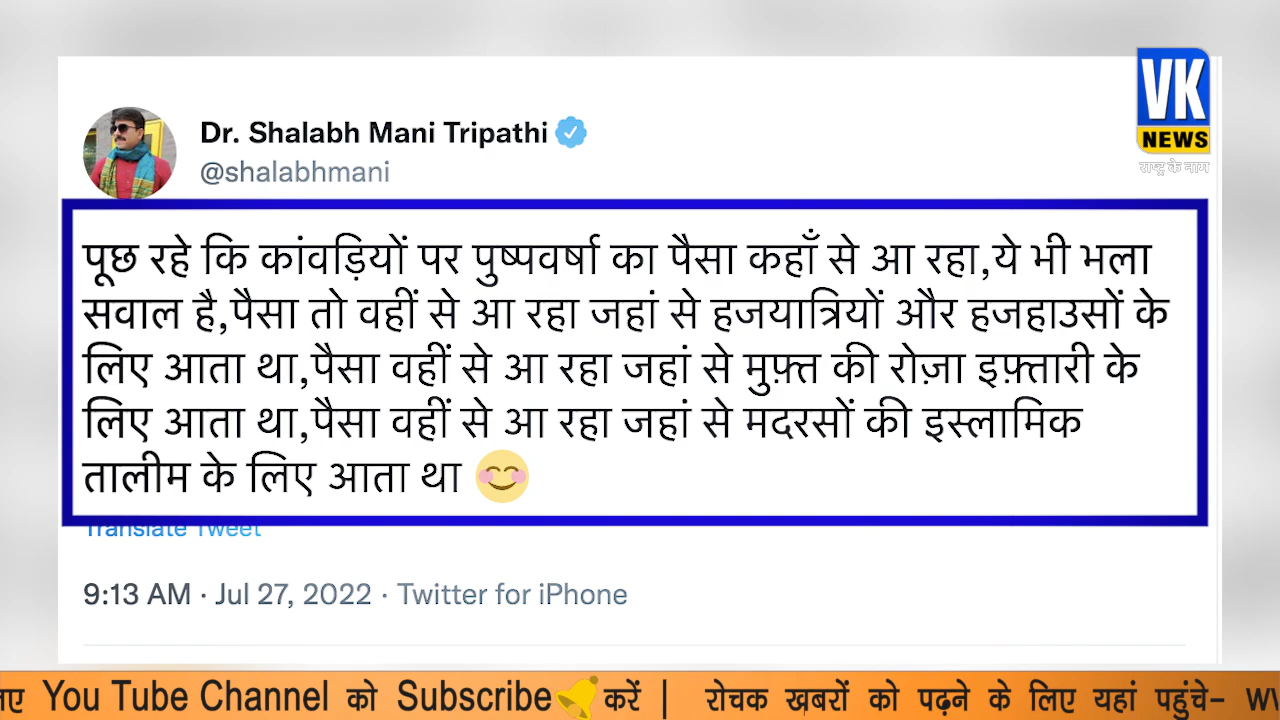 VK
NEWS
राष्ट्र के नाम
Dr. Shalabh Mani Tripathi
@shalabhmani
पूछ रहे कि कांवड़ियों पर पुष्पवर्षा का पैसा कहाँ से आ रहा,ये भी भला
सवाल है,पैसा तो वहीं से आ रहा जहां से हजयात्रियों और हजहाउसों के
लिए आता था,पैसा वहीं से आ रहा जहां से मुफ़्त की रोज़ा इफ़्तारी के
लिए आता था,पैसा वहीं से आ रहा जहां से मदरसों की इस्लामिक
तालीम के लिए आता था 😊
Translate Tweet
9:13 AM · Jul 27, 2022 · Twitter for iPhone
You Tube Channel को Subscribe🔔करें | रोचक ख़बरों को पढ़ने के लिए यहां पहुंचे-